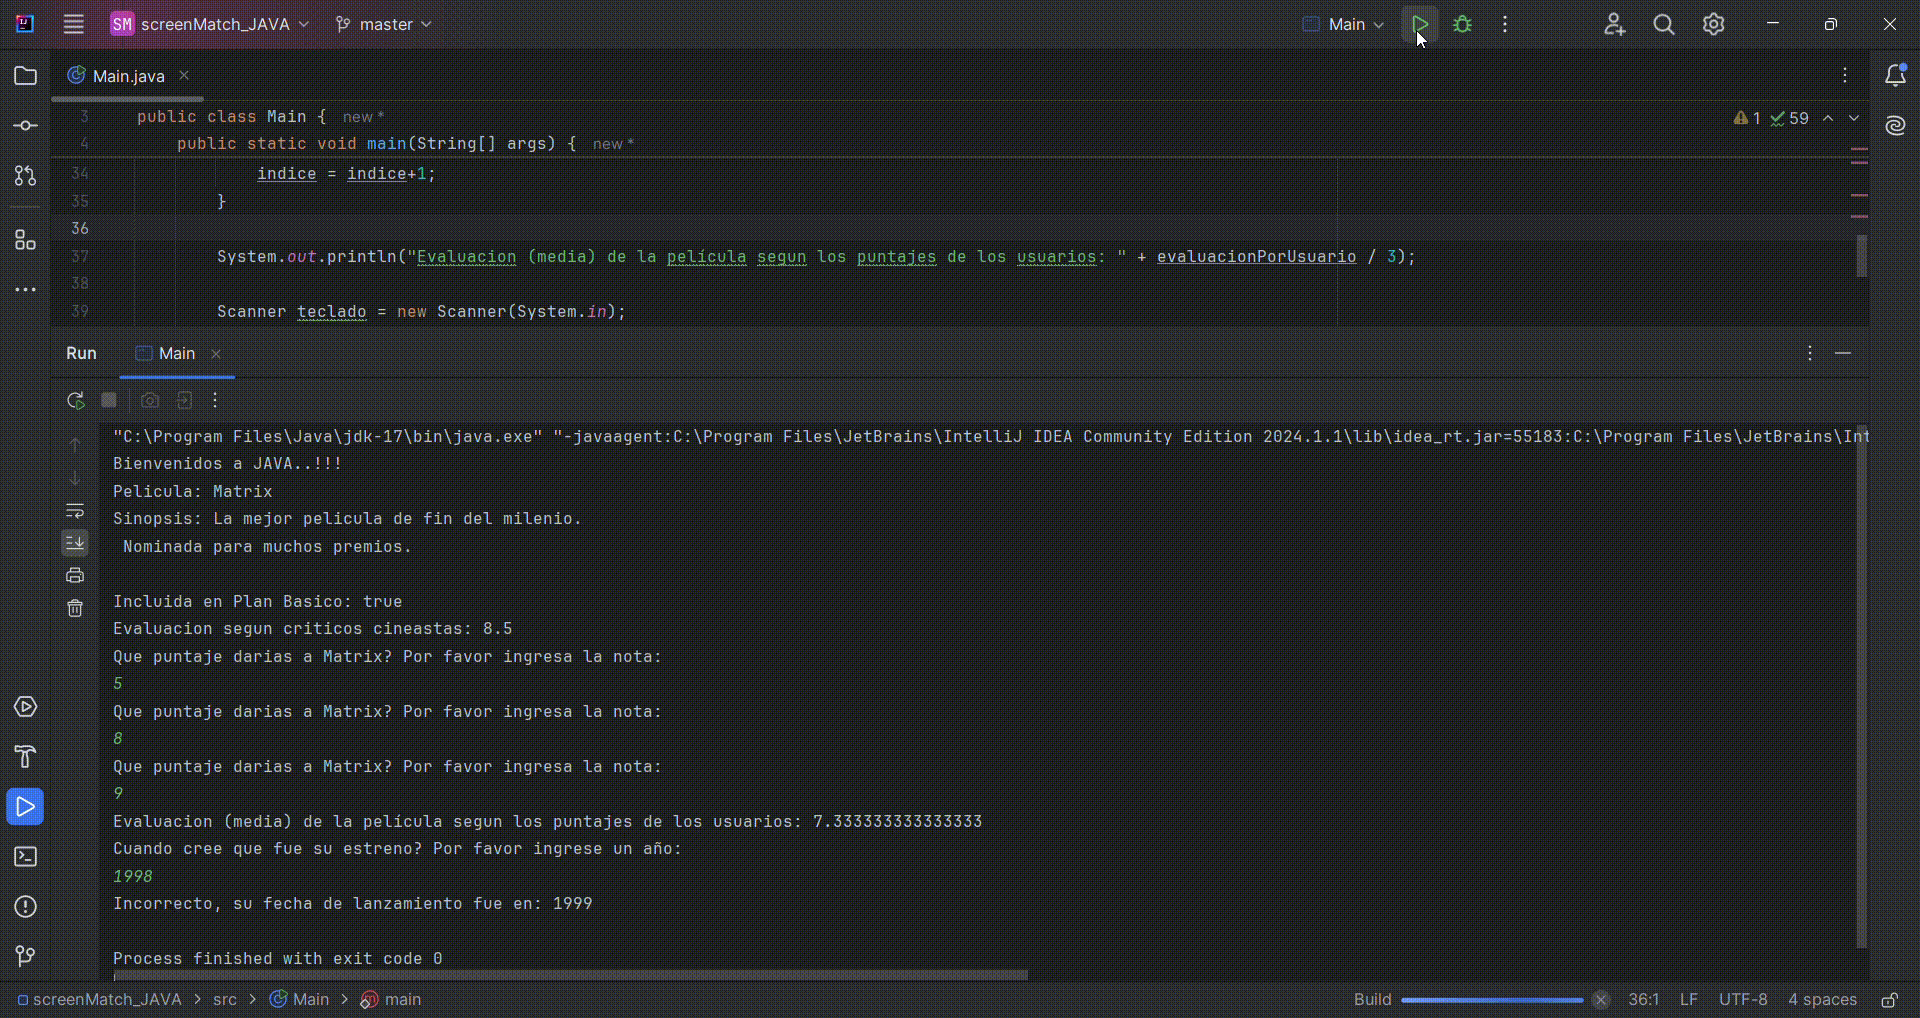 SM screenMatch_JAVA master Main
Main.java
3 public class Main { new *
1 59
4 public static void main(String[] args) { new *
34 indice = indice+1;
35 }
36
37 System.out.println("Evaluacion (media) de la película segun los puntajes de los usuarios: " + evaluacionPorUsuario / 3);
38
39 Scanner teclado = new Scanner(System.in);
Run Main
"C:\Program Files\Java\jdk-17\bin\java.exe" "-javaagent:C:\Program Files\JetBrains\IntelliJ IDEA Community Edition 2024.1.1\lib\idea_rt.jar=55183:C:\Program Files\JetBrains\Int
Bienvenidos a JAVA..!!!
Pelicula: Matrix
Sinopsis: La mejor pelicula de fin del milenio.
Nominada para muchos premios.
Incluida en Plan Basico: true
Evaluacion segun criticos cineastas: 8.5
Que puntaje darias a Matrix? Por favor ingresa la nota:
5
Que puntaje darias a Matrix? Por favor ingresa la nota:
8
Que puntaje darias a Matrix? Por favor ingresa la nota:
9
Evaluacion (media) de la película segun los puntajes de los usuarios: 7.333333333333333
Cuando cree que fue su estreno? Por favor ingrese un año:
1998
Incorrecto, su fecha de lanzamiento fue en: 1999
Process finished with exit code 0
screenMatch_JAVA > src > Main > main Build 36:1 LF UTF-8 4 spaces